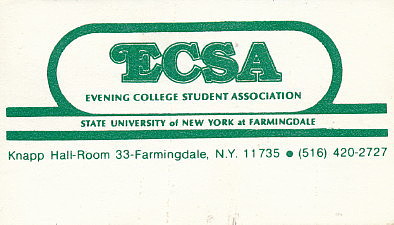 ECSA
EVENING COLLEGE STUDENT ASSOCIATION
STATE UNIVERSITY of NEW YORK at FARMINGDALE
Knapp Hall-Room 33-Farmingdale, N.Y. 11735 ● (516) 420-2727